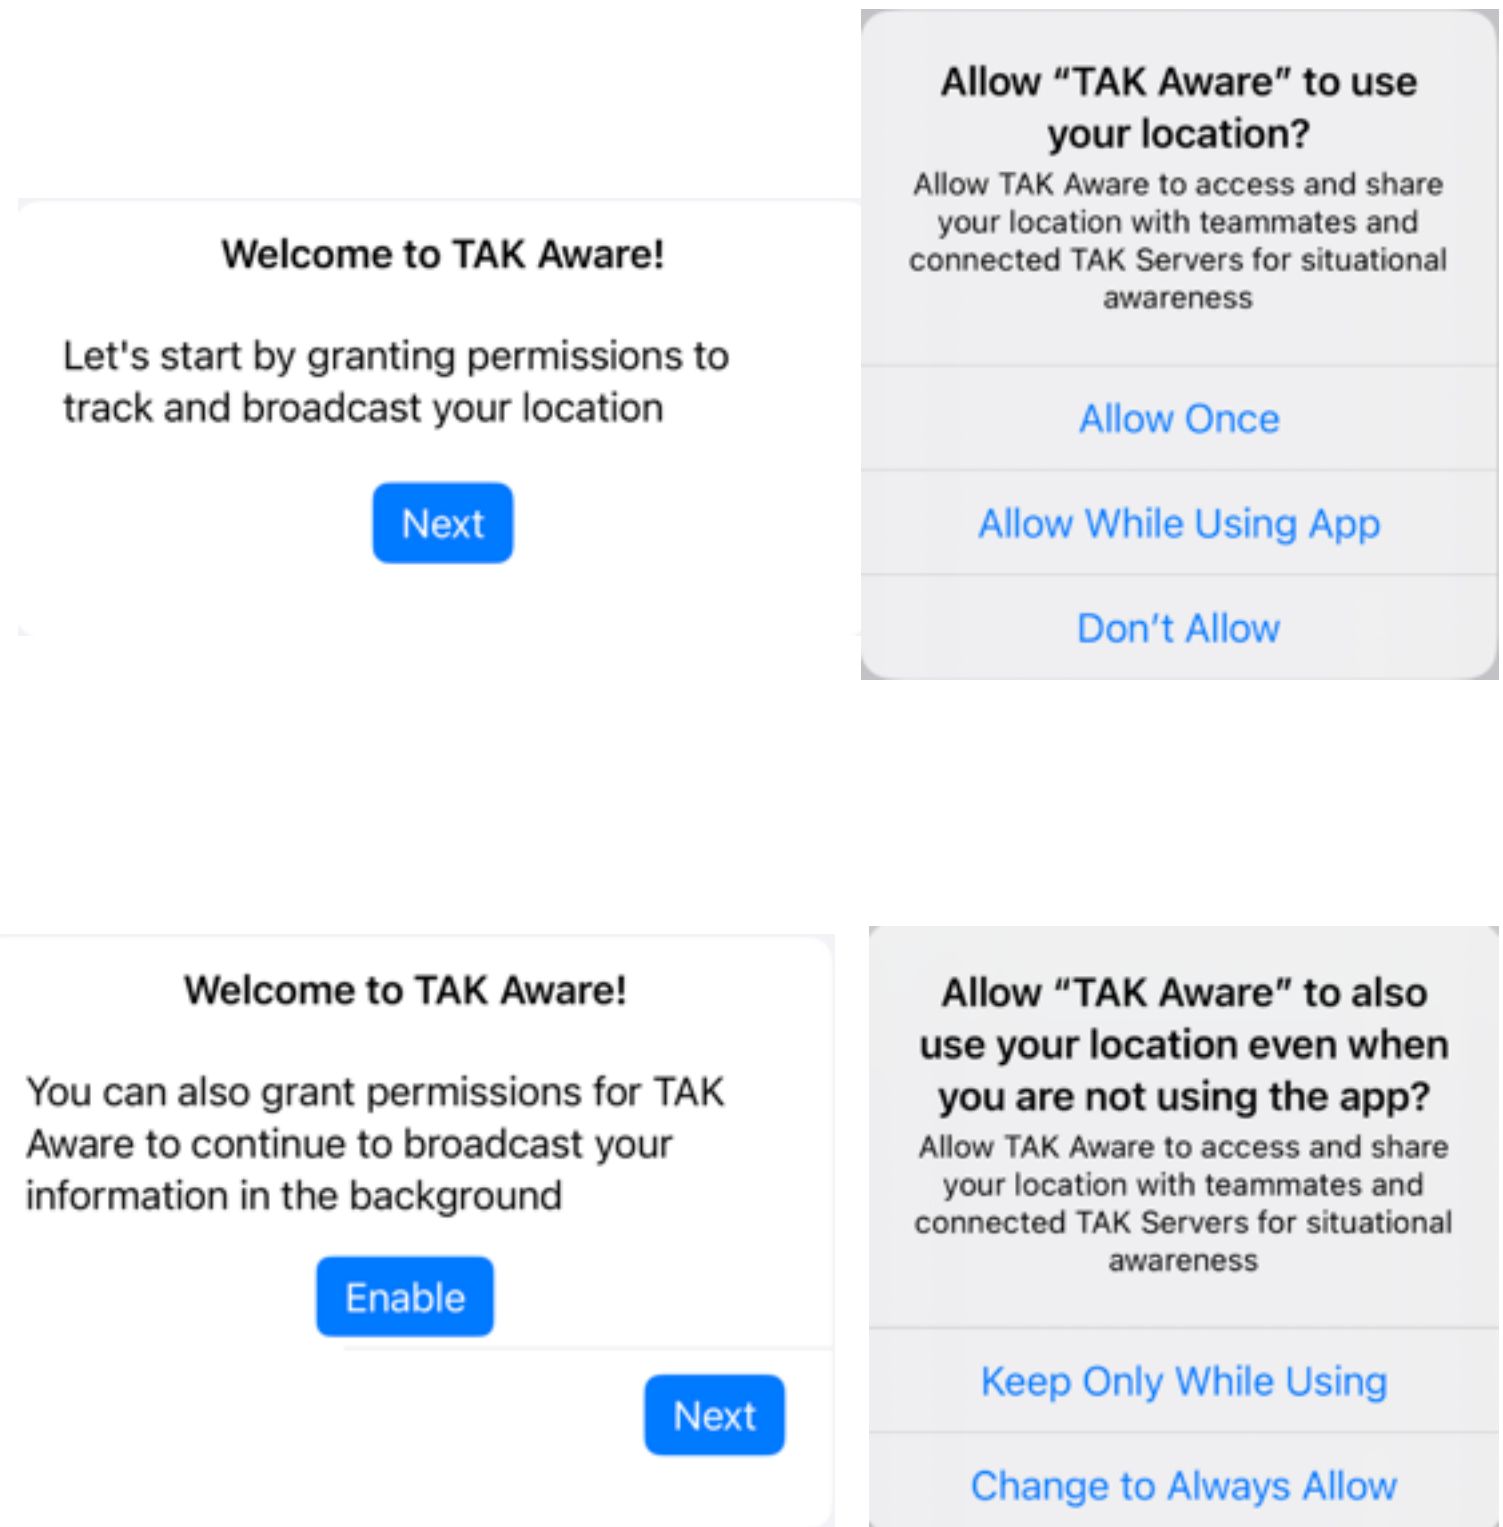 Welcome to TAK Aware!
Let's start by granting permissions to
track and broadcast your location
Next
Allow “TAK Aware” to use
your location?
Allow TAK Aware to access and share
your location with teammates and
connected TAK Servers for situational
awareness
Allow Once
Allow While Using App
Don’t Allow
Welcome to TAK Aware!
You can also grant permissions for TAK
Aware to continue to broadcast your
information in the background
Enable
Next
Allow “TAK Aware” to also
use your location even when
you are not using the app?
Allow TAK Aware to access and share
your location with teammates and
connected TAK Servers for situational
awareness
Keep Only While Using
Change to Always Allow